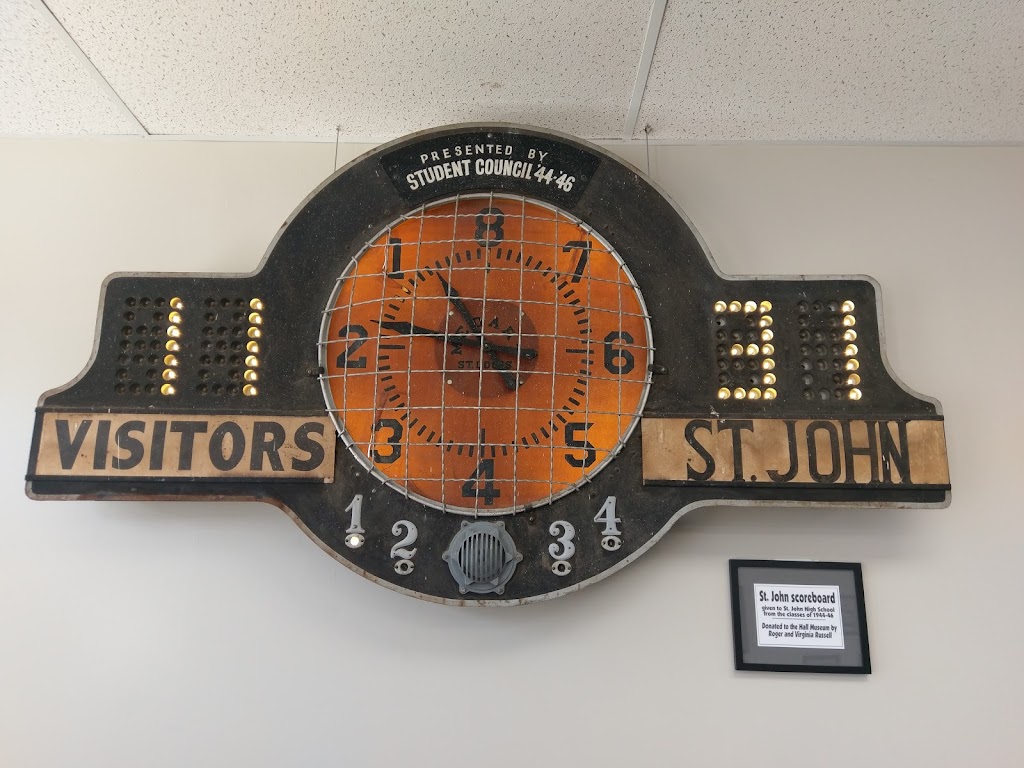 PRESENTED BY
STUDENT COUNCIL '44-'46
8
1 7
2 6
3 5
4
11
31
VISITORS
ST. JOHN
1 2 3 4
St. John scoreboard
given to St. John High School
from the classes of 1944-46
Donated to the Hall Museum by
Roger and Virginia Russell